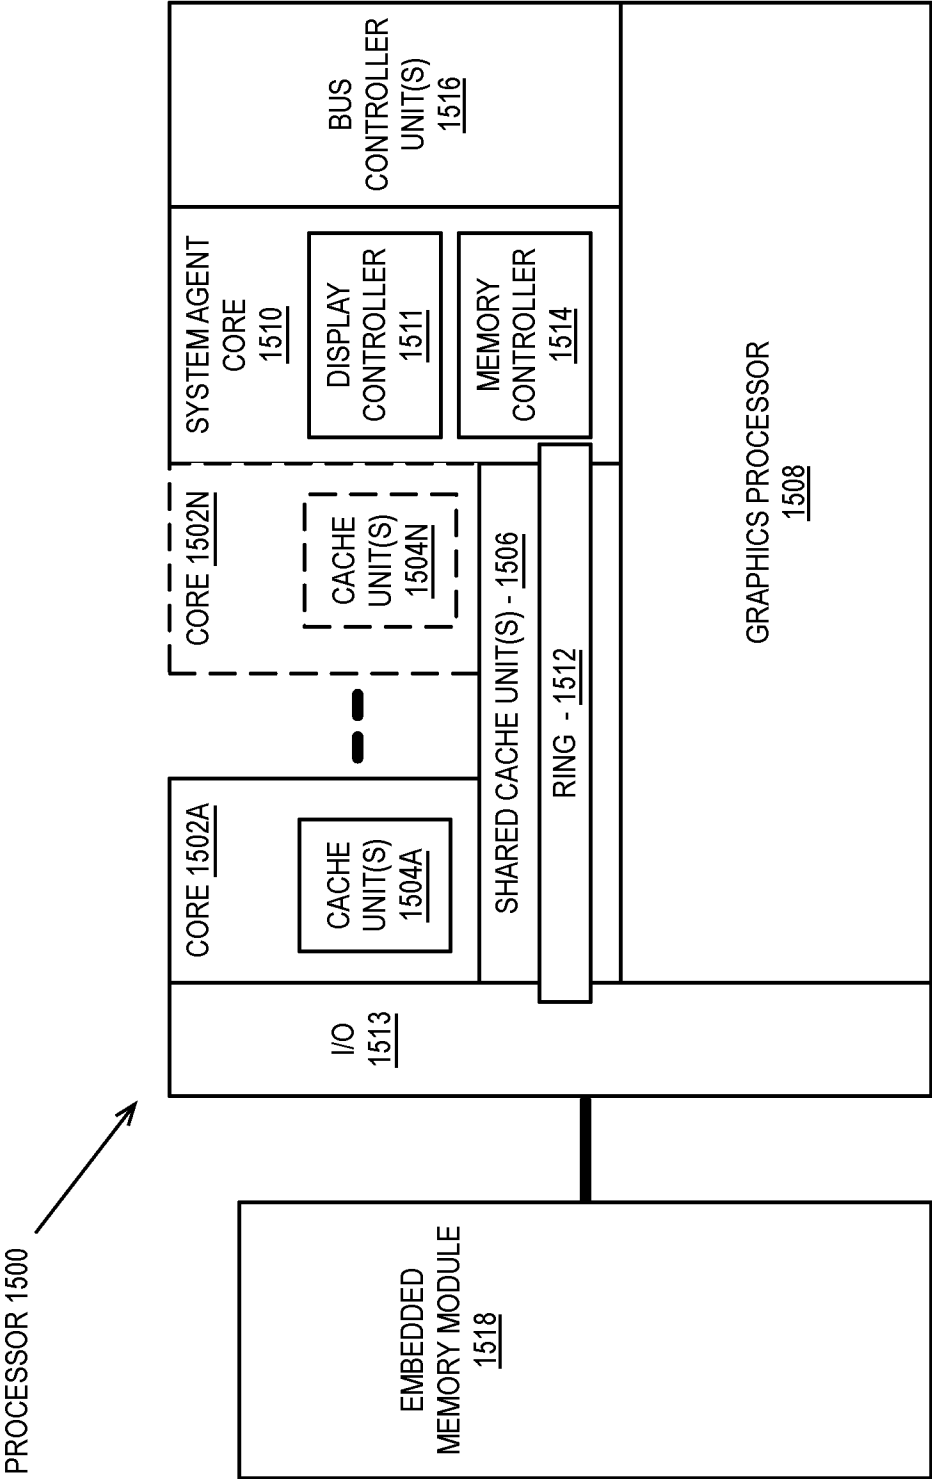 PROCESSOR 1500
EMBEDDED
MEMORY MODULE
1518
I/O
1513
CORE 1502A
CACHE
UNIT(S)
1504A
CORE 1502N
CACHE
UNIT(S)
1504N
SHARED CACHE UNIT(S) - 1506
RING - 1512
SYSTEM AGENT
CORE
1510
DISPLAY
CONTROLLER
1511
MEMORY
CONTROLLER
1514
BUS
CONTROLLER
UNIT(S)
1516
GRAPHICS PROCESSOR
1508